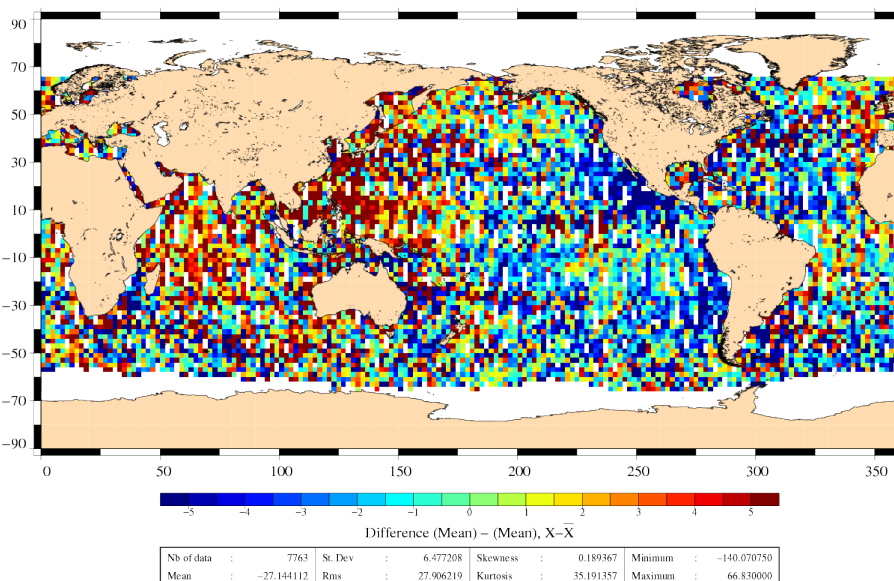 90
70
50
30
10
−10
−30
−50
−70
−90
0 50 100 150 200 250 300 350
−5 −4 −3 −2 −1 0 1 2 3 4 5
Difference (Mean) − (Mean), X−X̅
Nb of data : 7763 St. Dev 6.477208 Skewness 0.189367 Minimum : −140.070750
Mean : −27.144112 Rms 27.906219 Kurtosis 35.191357 Maximum : 66.830000